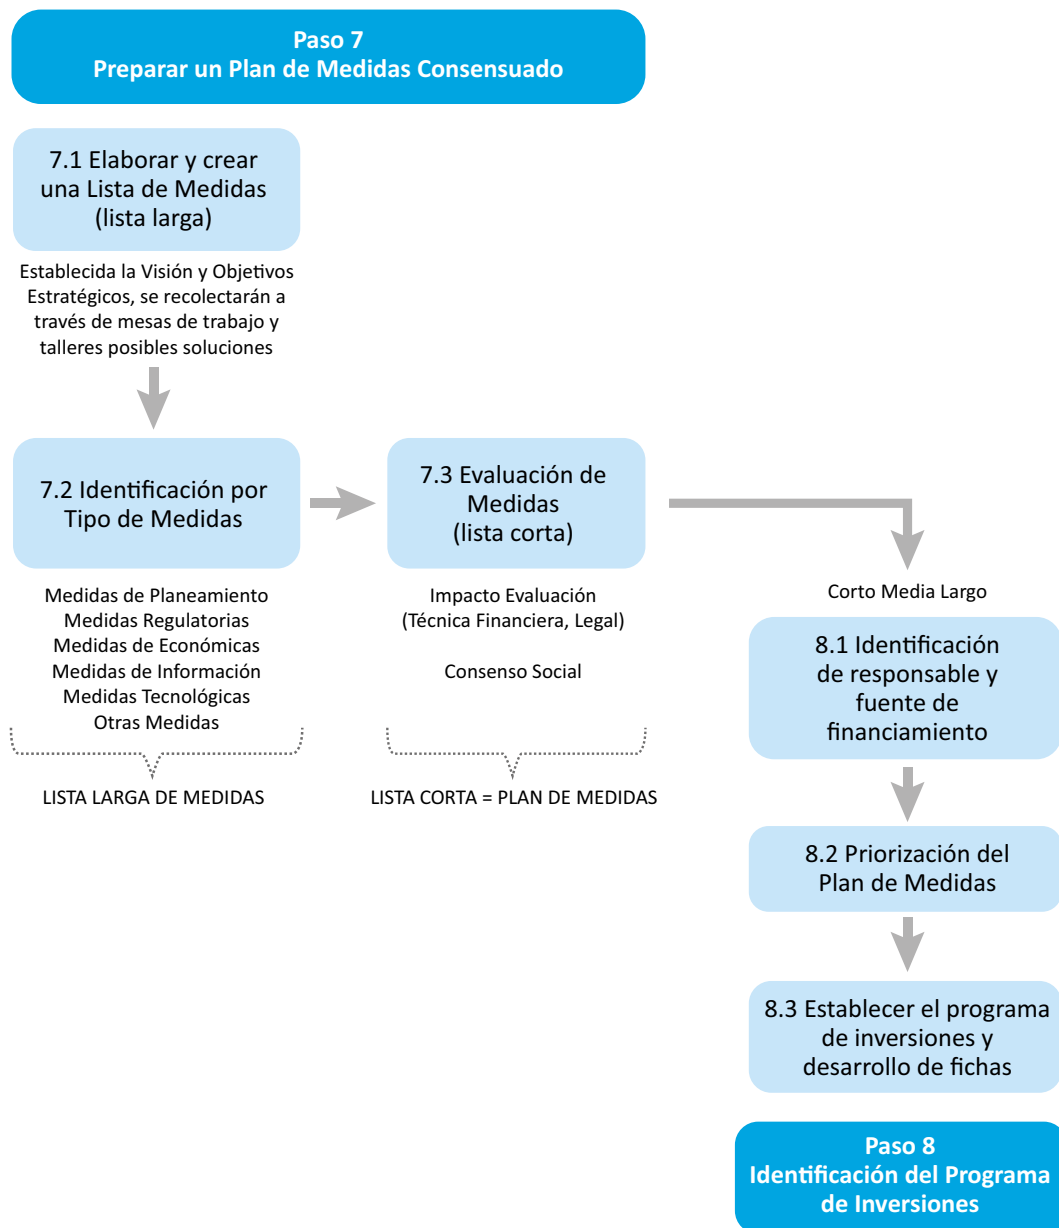 Paso 7
Preparar un Plan de Medidas Consensuado
7.1 Elaborar y crear
una Lista de Medidas
(lista larga)
Establecida la Visión y Objetivos
Estratégicos, se recolectarán a
través de mesas de trabajo y
talleres posibles soluciones
7.2 Identificación por
Tipo de Medidas
Medidas de Planeamiento
Medidas Regulatorias
Medidas de Económicas
Medidas de Información
Medidas Tecnológicas
Otras Medidas
LISTA LARGA DE MEDIDAS
7.3 Evaluación de
Medidas
(lista corta)
Impacto Evaluación
(Técnica Financiera, Legal)
Consenso Social
LISTA CORTA = PLAN DE MEDIDAS
Corto Media Largo
8.1 Identificación
de responsable y
fuente de
financiamiento
8.2 Priorización del
Plan de Medidas
8.3 Establecer el programa
de inversiones y
desarrollo de fichas
Paso 8
Identificación del Programa
de Inversiones